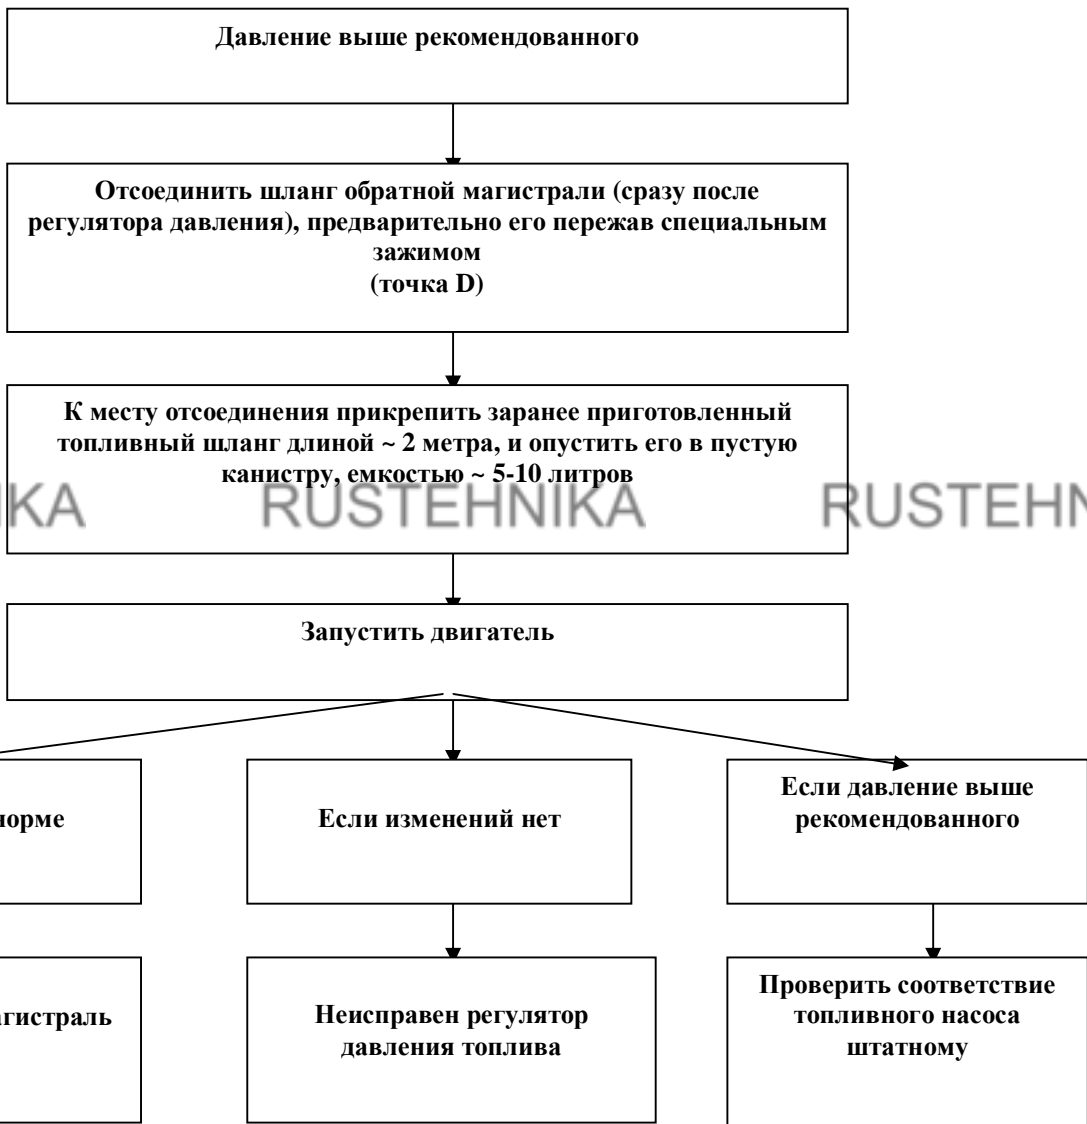 Давление выше рекомендованного
Отсоединить шланг обратной магистрали (сразу после
регулятора давления), предварительно его пережав специальным
зажимом
(точка D)
К месту отсоединения прикрепить заранее приготовленный
топливный шланг длиной ~ 2 метра, и опустить его в пустую
канистру, емкостью ~ 5-10 литров
IKA RUSTEHNIKA RUSTEHN
Запустить двигатель
норме
Если изменений нет
Если давление выше
рекомендованного
агистраль
Неисправен регулятор
давления топлива
Проверить соответствие
топливного насоса
штатному